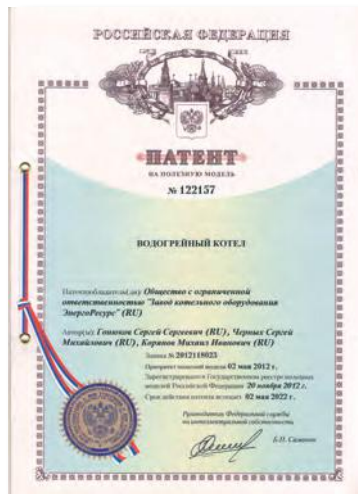 РОССИЙСКАЯ ФЕДЕРАЦИЯ
ПАТЕНТ
НА ПОЛЕЗНУЮ МОДЕЛЬ
№ 122157
ВОДОГРЕЙНЫЙ КОТЕЛ
Патентообладатель(ли): Общество с ограниченной
ответственностью "Завод котельного оборудования
ЭнергоРесурс" (RU)
Автор(ы): Сергей Сергеевич (RU), Черных Сергей
Михайлович (RU), Корянов Михаил Иванович (RU)
Заявка № 2012118023
Приоритет полезной модели 02 мая 2012 г.
Зарегистрировано в Государственном реестре полезных
моделей Российской Федерации 20 ноября 2012 г.
Срок действия патента истекает 02 мая 2022 г.
Руководитель Федеральной службы
по интеллектуальной собственности
Б.П. Симонов